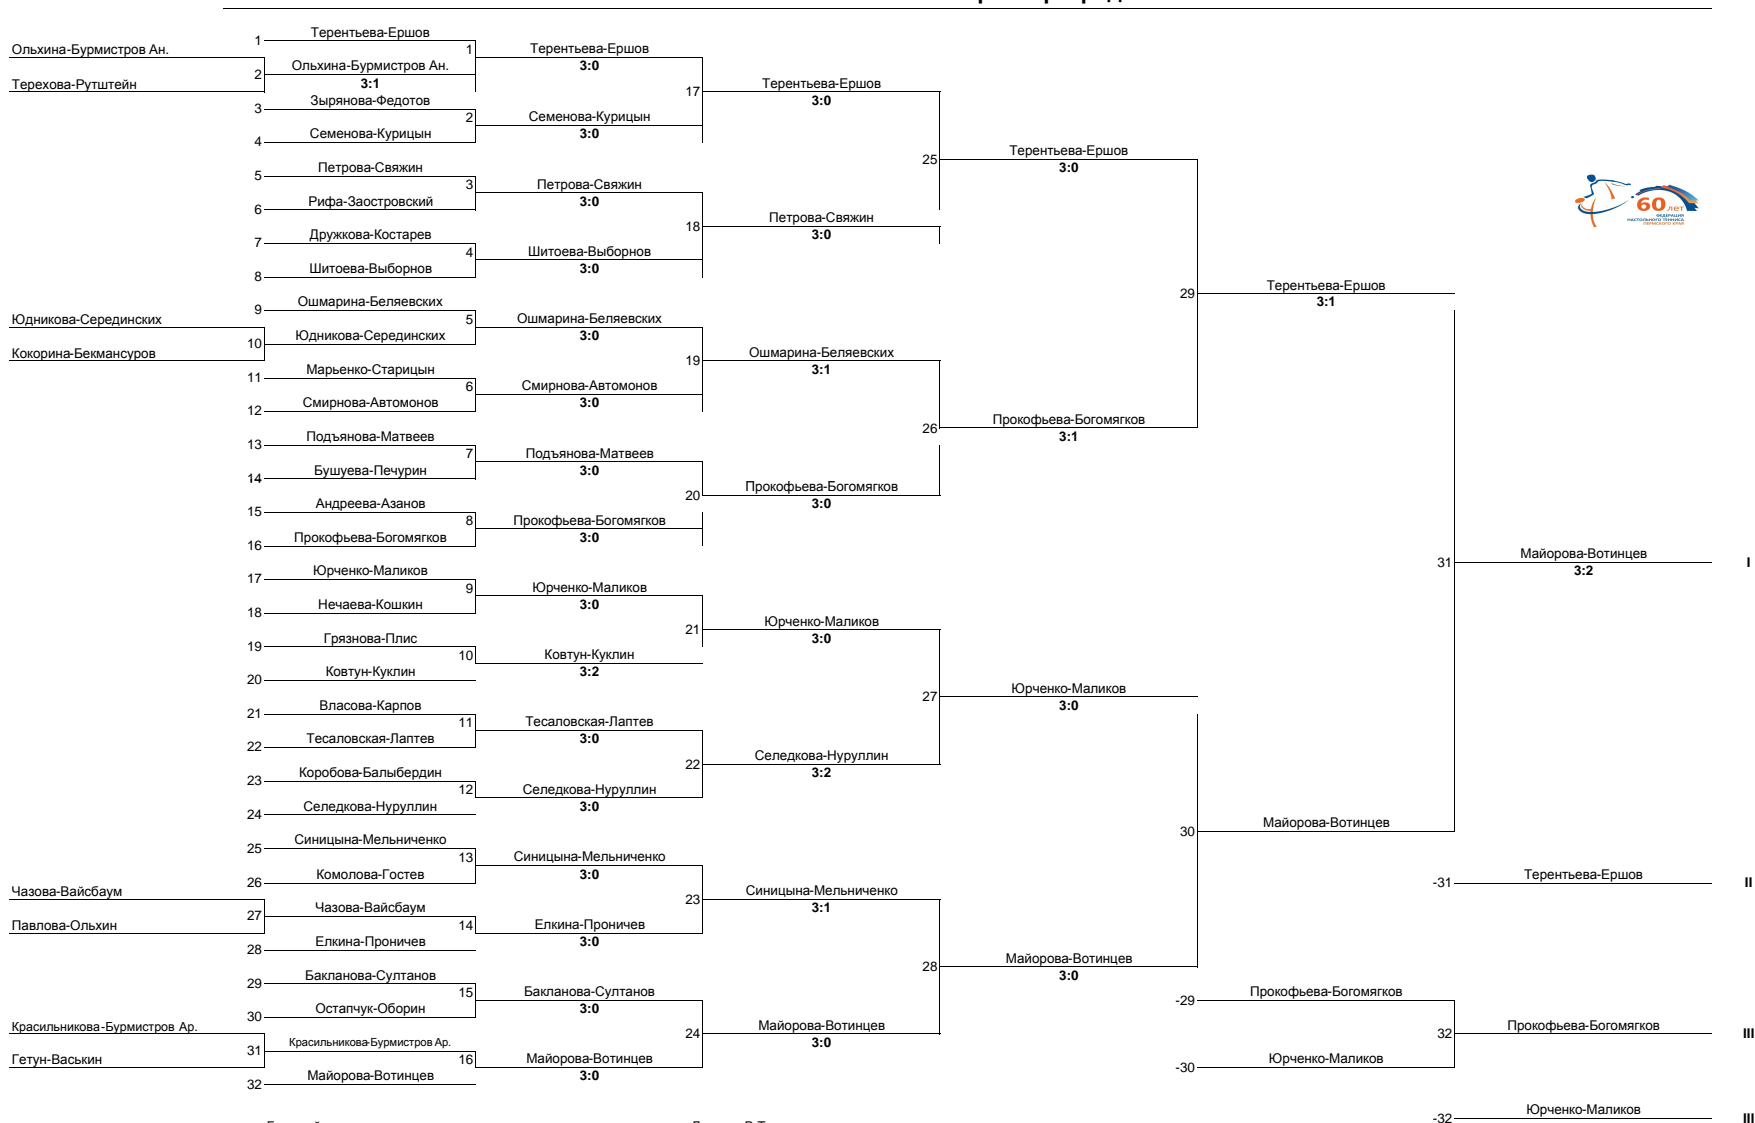 Ольхина-Бурмистров Ан.
Терехова-Рутштейн
Юдникова-Серединских
Кокорина-Бекмансуров
Чазова-Вайсбаум
Павлова-Ольхин
Красильникова-Бурмистров Ар.
Гетун-Васькин
1 Терентьева-Ершов
2 Ольхина-Бурмистров Ан.
3:1
3 Зырянова-Федотов
4 Семенова-Курицын
5 Петрова-Свяжин
6 Рифа-Заостровский
7 Дружкова-Костарев
8 Шитоева-Выборнов
9 Ошмарина-Беляевских
10 Юдникова-Серединских
11 Марьенко-Старицын
12 Смирнова-Автомонов
13 Подъянова-Матвеев
14 Бушуева-Печурин
15 Андреева-Азанов
16 Прокофьева-Богомягков
17 Юрченко-Маликов
18 Нечаева-Кошкин
19 Грязнова-Плис
20 Ковтун-Куклин
21 Власова-Карпов
22 Тесаловская-Лаптев
23 Коробова-Балыбердин
24 Селедкова-Нуруллин
25 Синицына-Мельниченко
26 Комолова-Гостев
27 Чазова-Вайсбаум
28 Елкина-Проничев
29 Бакланова-Султанов
30 Остапчук-Оборин
31 Красильникова-Бурмистров Ар.
32 Майорова-Вотинцев
1 Терентьева-Ершов
3:0
2 Семенова-Курицын
3:0
3 Петрова-Свяжин
3:0
4 Шитоева-Выборнов
3:0
5 Ошмарина-Беляевских
3:0
6 Смирнова-Автомонов
3:0
7 Подъянова-Матвеев
3:0
8 Прокофьева-Богомягков
3:0
9 Юрченко-Маликов
3:0
10 Ковтун-Куклин
3:2
11 Тесаловская-Лаптев
3:0
12 Селедкова-Нуруллин
3:0
13 Синицына-Мельниченко
3:0
14 Елкина-Проничев
3:0
15 Бакланова-Султанов
3:0
16 Майорова-Вотинцев
3:0
17 Терентьева-Ершов
3:0
18 Петрова-Свяжин
3:0
19 Ошмарина-Беляевских
3:1
20 Прокофьева-Богомягков
3:0
21 Юрченко-Маликов
3:0
22 Селедкова-Нуруллин
3:2
23 Синицына-Мельниченко
3:1
24 Майорова-Вотинцев
3:0
25 Терентьева-Ершов
3:0
26 Прокофьева-Богомягков
3:1
27 Юрченко-Маликов
3:0
28 Майорова-Вотинцев
3:0
29 Терентьева-Ершов
3:1
30 Майорова-Вотинцев
-29 Прокофьева-Богомягков
-30 Юрченко-Маликов
60 лет
ФЕДЕРАЦИЯ
НАСТОЛЬНОГО ТЕННИСА
ПЕРМСКОГО КРАЯ
31 Майорова-Вотинцев I
3:2
-31 Терентьева-Ершов II
32 Прокофьева-Богомягков III
-32 Юрченко-Маликов III